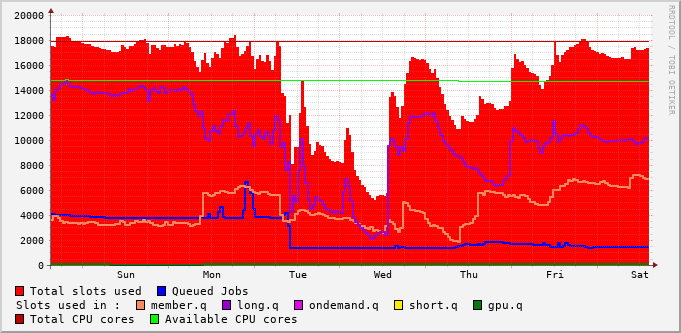 RRDTOOL / TOBI OETIKER
20000
18000
16000
14000
12000
10000
8000
6000
4000
2000
0
Sun Mon Tue Wed Thu Fri Sat
Total slots used Queued Jobs
Slots used in : member.q long.q ondemand.q short.q gpu.q
Total CPU cores Available CPU cores